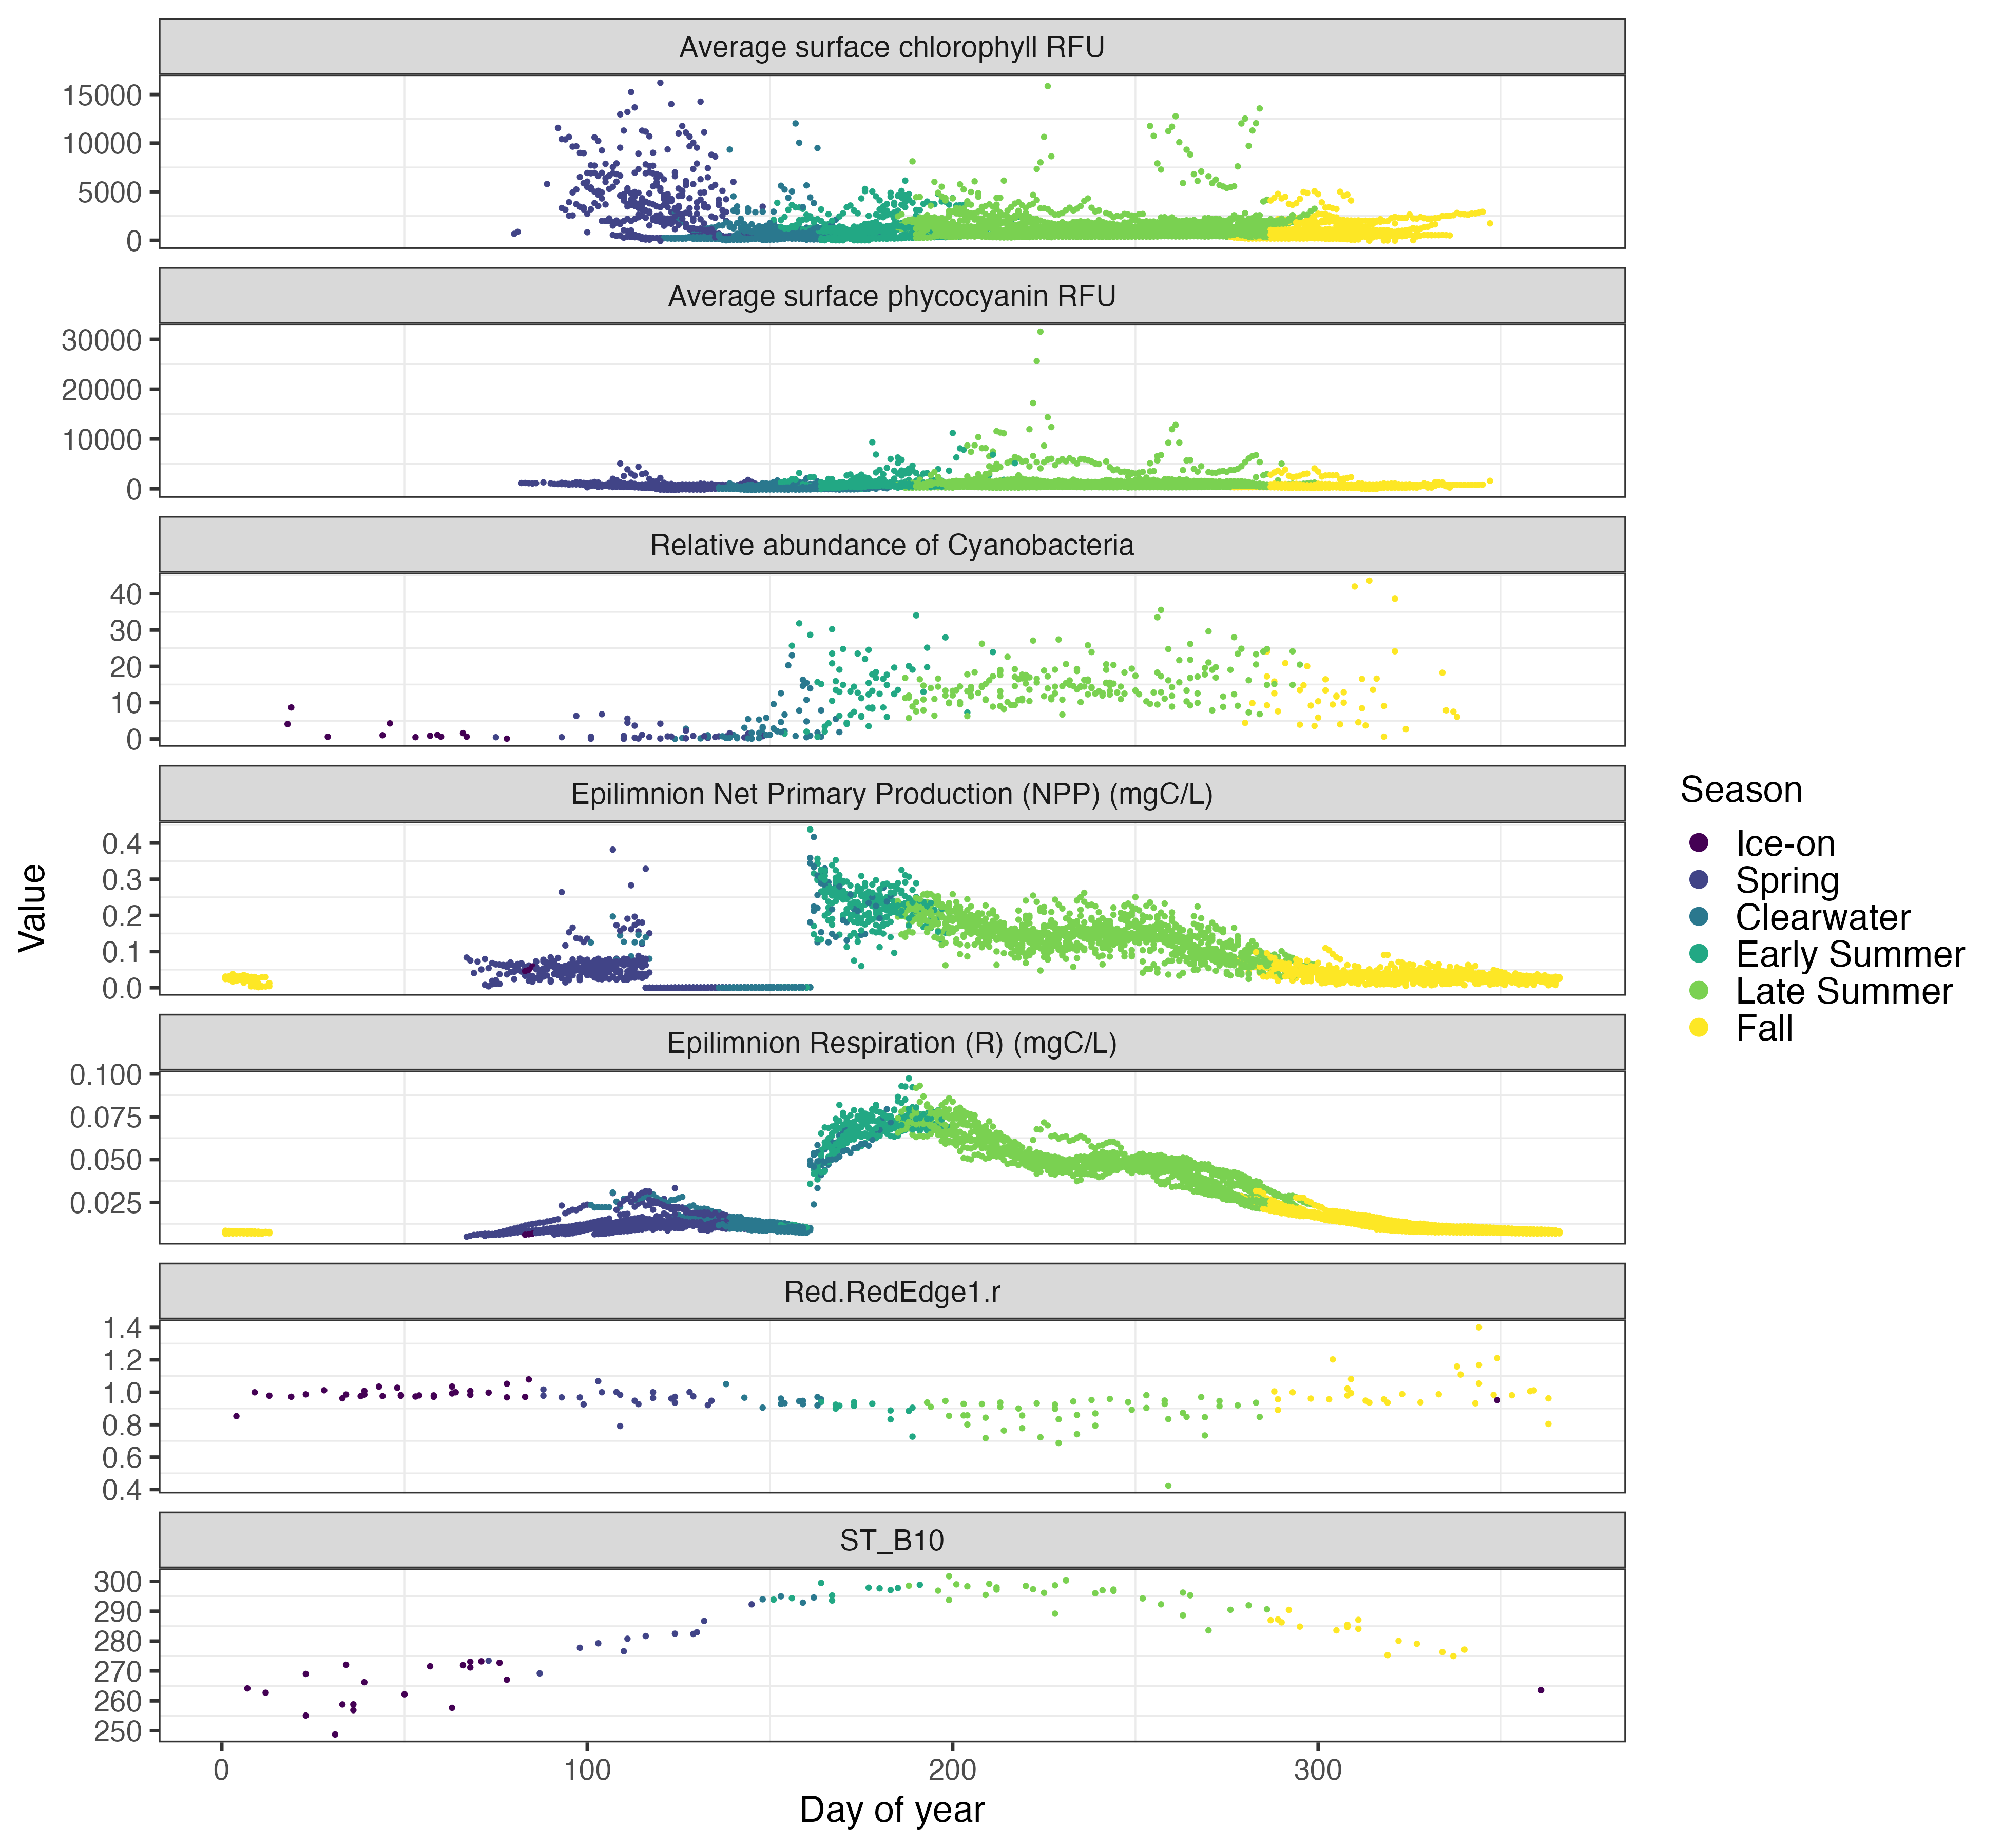 Average surface chlorophyll RFU
15000
10000
5000
0
Average surface phycocyanin RFU
30000
20000
10000
0
Relative abundance of Cyanobacteria
40
30
20
10
0
Epilimnion Net Primary Production (NPP) (mgC/L)
0.4
0.3
0.2
0.1
0.0
Epilimnion Respiration (R) (mgC/L)
0.100
0.075
0.050
0.025
Red.RedEdge1.r
1.4
1.2
1.0
0.8
0.6
0.4
ST_B10
300
290
280
270
260
250
0 100 200 300
Day of year
Value
Season
Ice-on
Spring
Clearwater
Early Summer
Late Summer
Fall